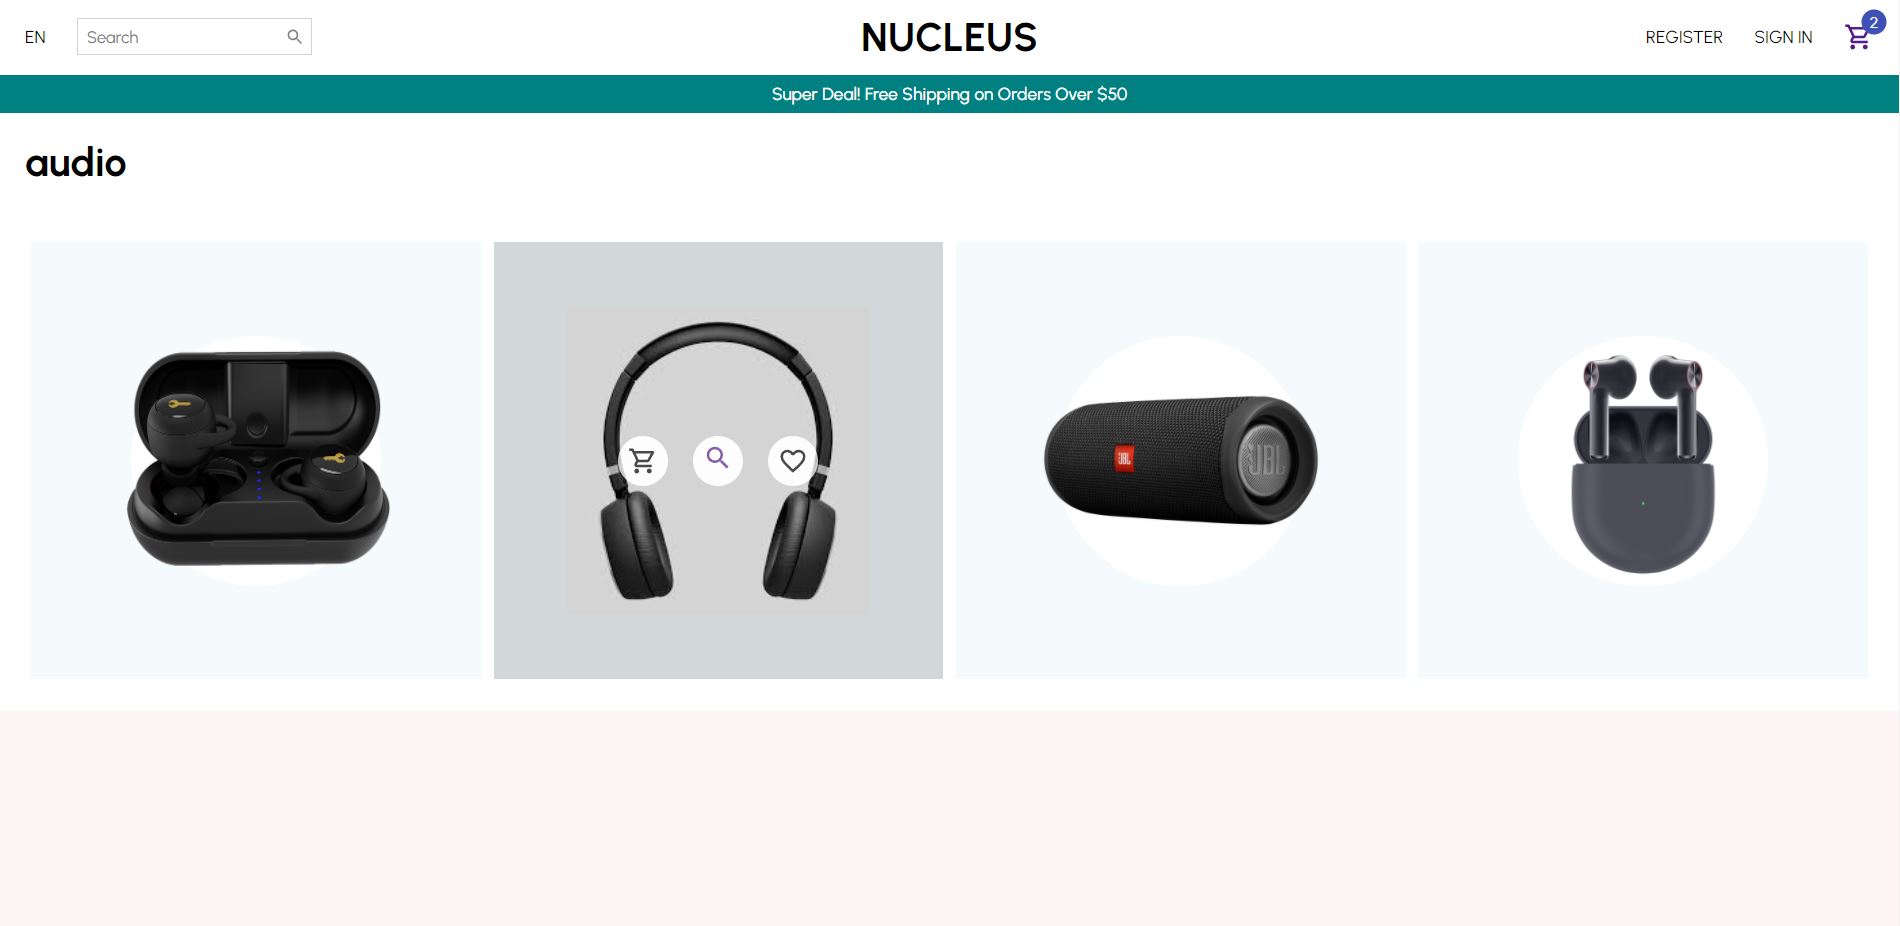 EN
Search
NUCLEUS
REGISTER
SIGN IN
2
Super Deal! Free Shipping on Orders Over $50
audio
JBL
JBL